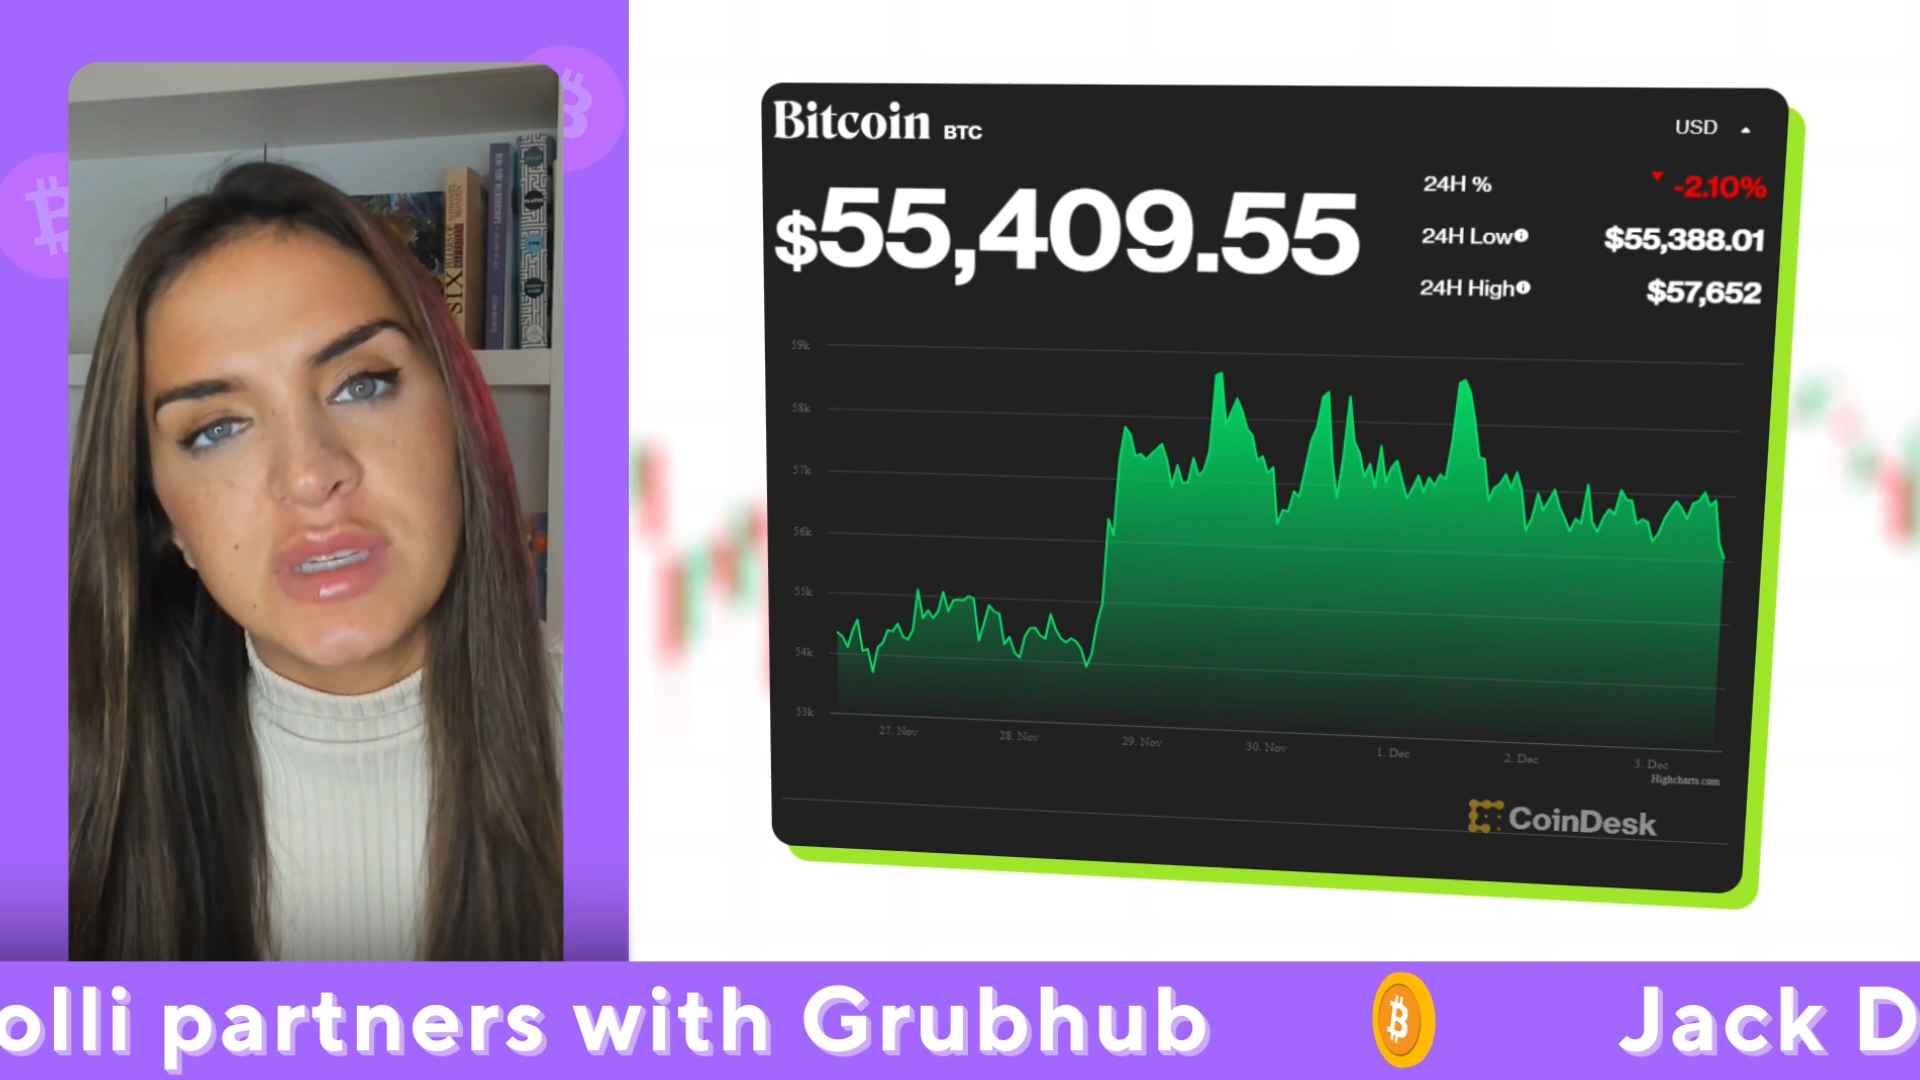 SIX
Bitcoin BTC
USD
$55,409.55
24H %
-2.10%
24H Low
$55,388.01
24H High
$57,652
59k
58k
57k
56k
55k
54k
53k
27. Nov
28. Nov
29. Nov
30. Nov
1. Dec
2. Dec
3. Dec
Highcharts.com
CoinDesk
olli partners with Grubhub
Jack D